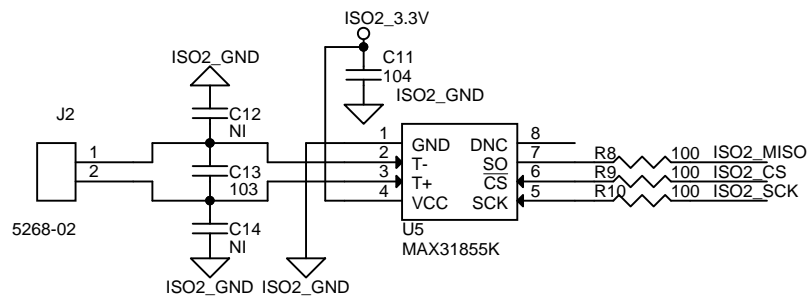 ISO2_3.3V
ISO2_GND
C11
104
ISO2_GND
J2
C12
NI
1
2
C13
103
C14
NI
5268-02
ISO2_GND
ISO2_GND
1 GND DNC 8
2 T- SO 7 R8 100 ISO2_MISO
3 T+ CS 6 R9 100 ISO2_CS
4 VCC SCK 5 R10 100 ISO2_SCK
U5
MAX31855K